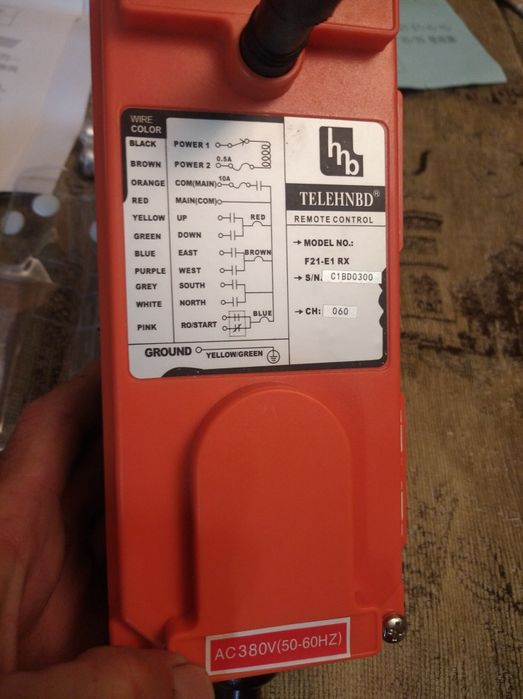 WIRE
COLOR
BLACK POWER 1
BROWN POWER 2 0.5A
ORANGE COM(MAIN) 10A
RED MAIN(COM)
YELLOW UP RED
GREEN DOWN
BLUE EAST BROWN
PURPLE WEST
GREY SOUTH
WHITE NORTH
PINK RO/START BLUE
GROUND YELLOW/GREEN
hnb
TELEHNBD®
REMOTE CONTROL
→ MODEL NO.:
F21-E1 RX
→ S/N. C1BD0300
→ CH: 060
AC380V(50-60HZ)